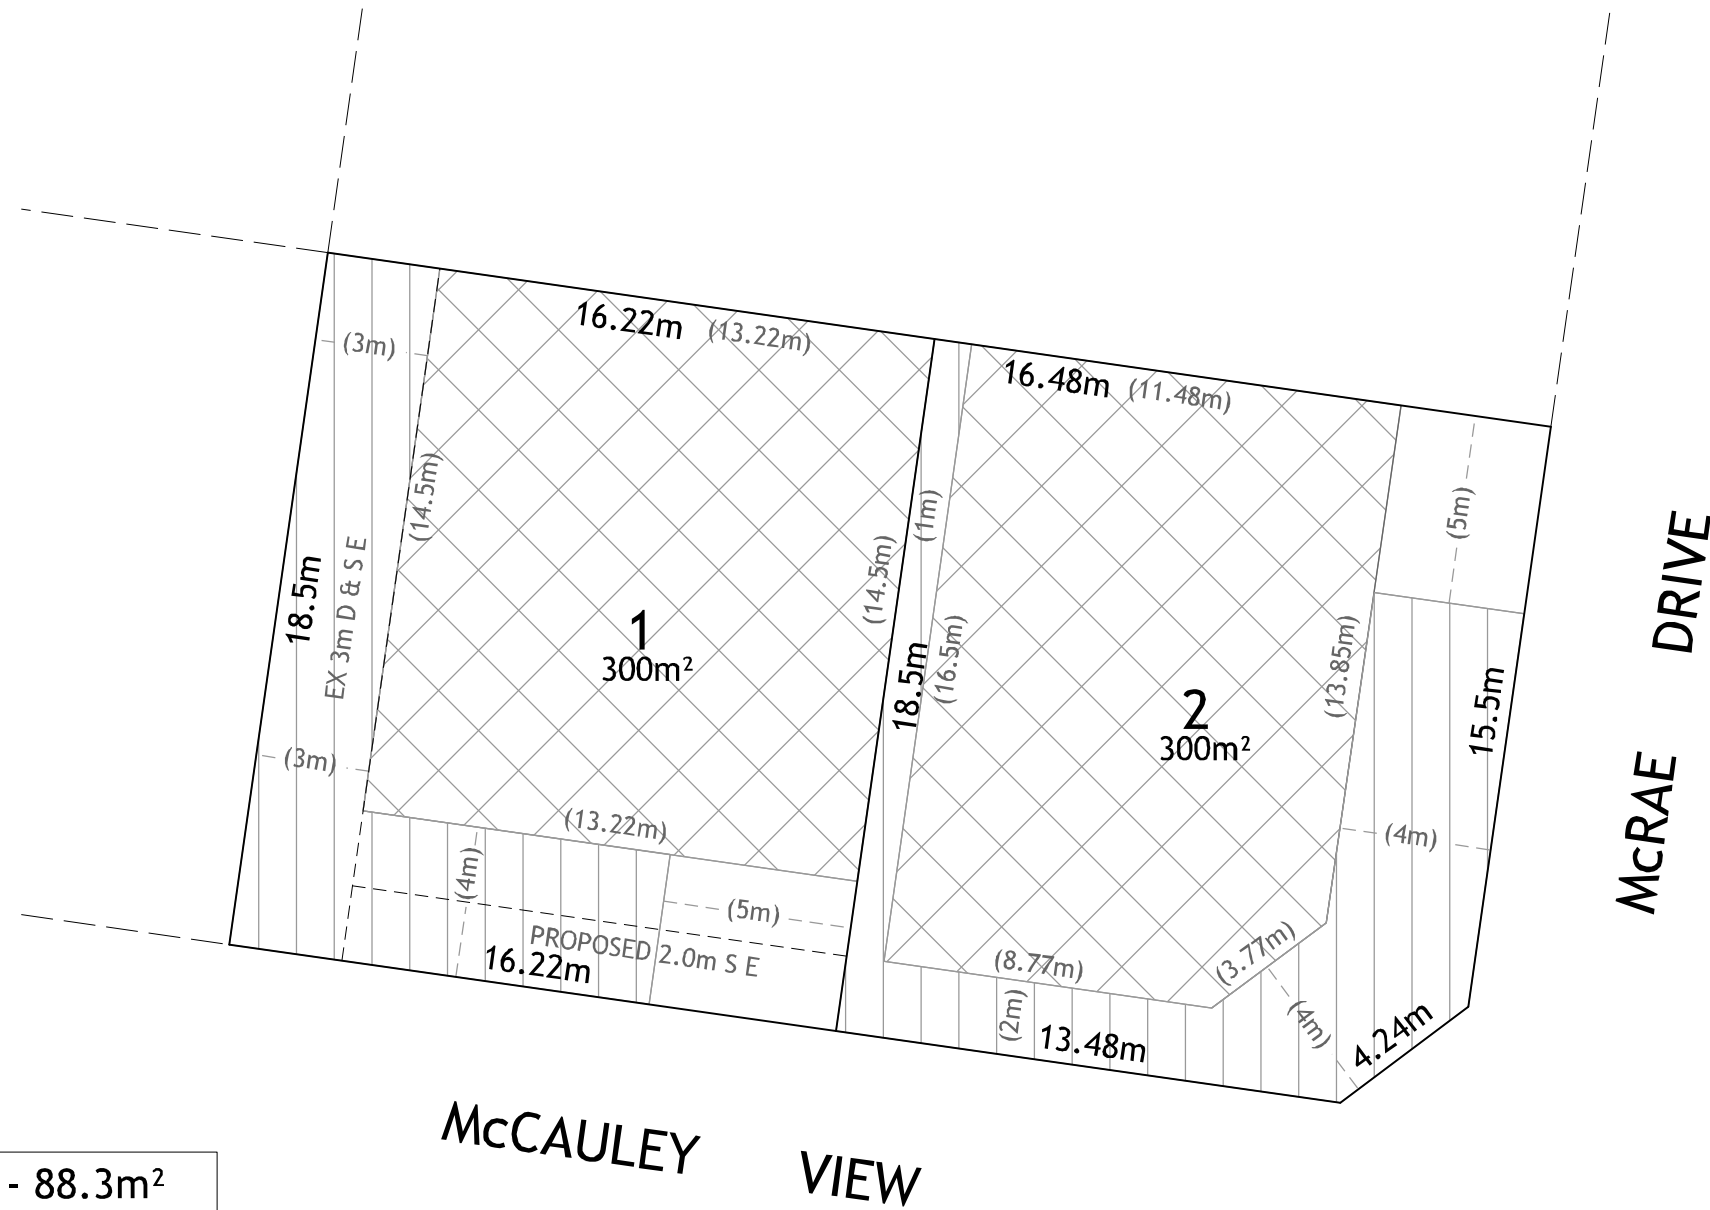 16.22m (13.22m)
(3m)
16.48m (11.48m)
(14.5m)
(1m)
(5m)
18.5m
EX 3m D & S E
(14.5m)
1
300m²
18.5m
(16.5m)
2
300m²
(13.85m)
15.5m
McRAE DRIVE
(3m)
(13.22m)
(4m)
(4m)
(5m)
PROPOSED 2.0m S E
16.22m
(8.77m)
(3.77m)
(2m)
(4m)
13.48m
4.24m
McCAULEY VIEW
- 88.3m²